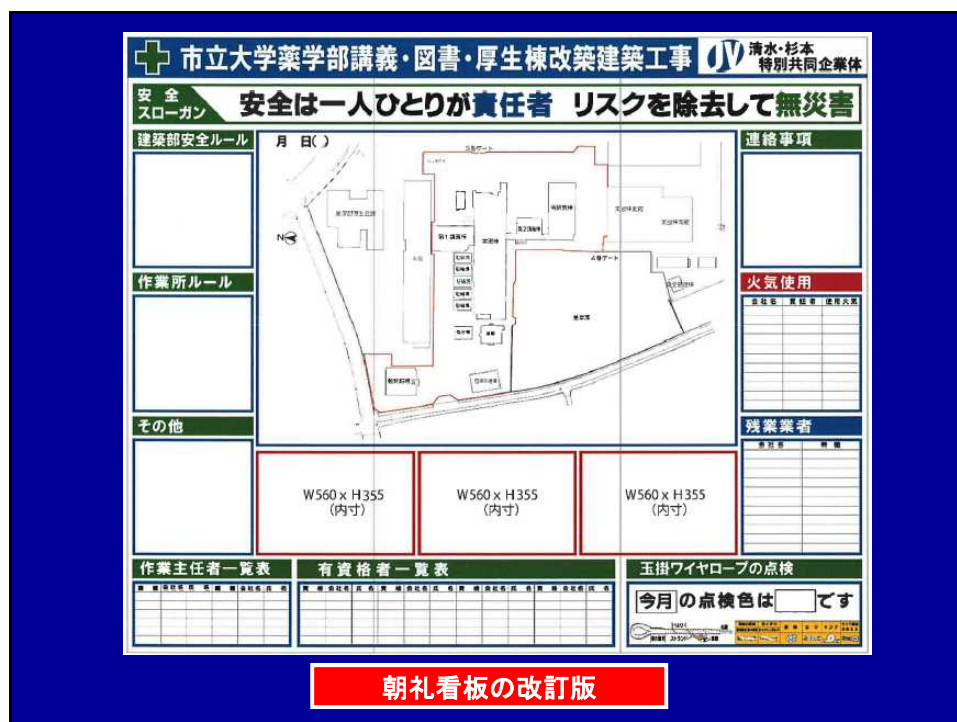 市立大学薬学部講義・図書・厚生棟改築建築工事
JV 清水・杉本
特別共同企業体
安全
スローガン
安全は一人ひとりが責任者 リスクを除去して無災害
建築部安全ルール
月 日( )
連絡事項
N
第1講義棟
作業所ルール
火気使用
会社名 責任者 使用火気
その他
残業業者
会社名 時間
W560 x H355
(内寸)
W560 x H355
(内寸)
W560 x H355
(内寸)
作業主任者一覧表
有資格者一覧表
玉掛ワイヤロープの点検
今月の点検色は です
朝礼看板の改訂版